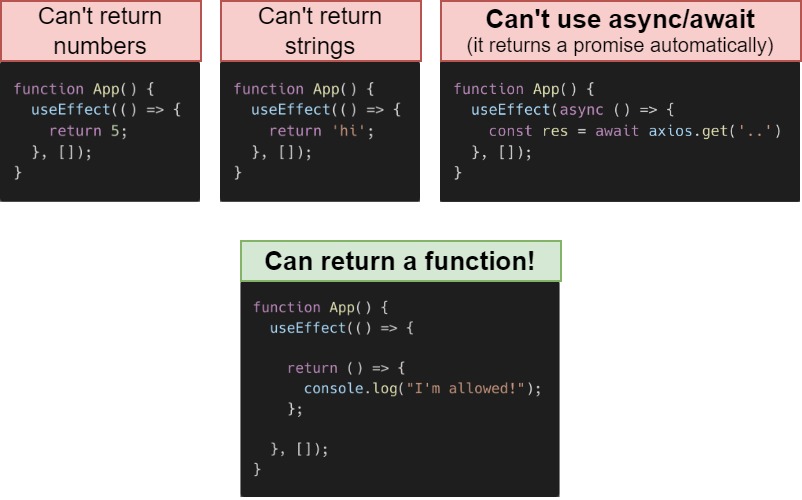 Can't return
numbers
function App() {
  useEffect(() => {
    return 5;
  }, []);
}
Can't return
strings
function App() {
  useEffect(() => {
    return 'hi';
  }, []);
}
Can't use async/await
(it returns a promise automatically)
function App() {
  useEffect(async () => {
    const res = await axios.get('..')
  }, []);
}
Can return a function!
function App() {
  useEffect(() => {
    return () => {
      console.log("I'm allowed!");
    };
  }, []);
}